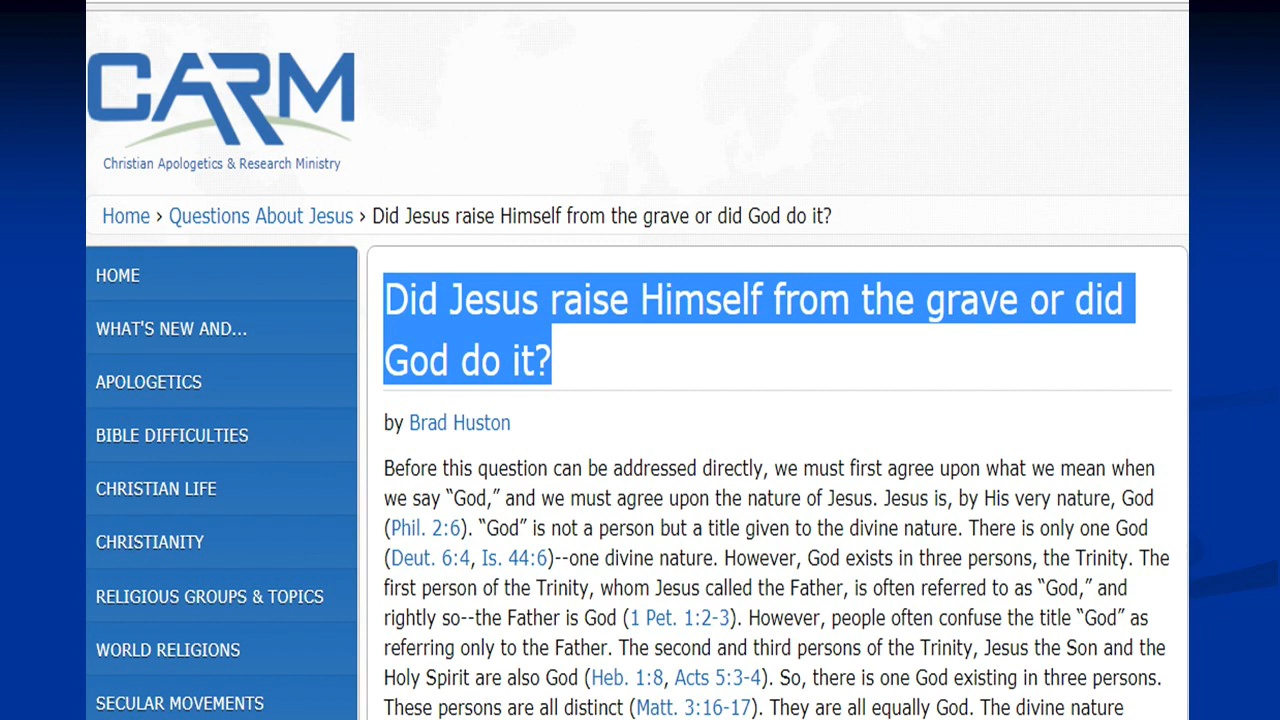 CARM
Christian Apologetics & Research Ministry
Home › Questions About Jesus › Did Jesus raise Himself from the grave or did God do it?
HOME
WHAT'S NEW AND...
APOLOGETICS
BIBLE DIFFICULTIES
CHRISTIAN LIFE
CHRISTIANITY
RELIGIOUS GROUPS & TOPICS
WORLD RELIGIONS
SECULAR MOVEMENTS
Did Jesus raise Himself from the grave or did
God do it?
by Brad Huston
Before this question can be addressed directly, we must first agree upon what we mean when
we say “God,” and we must agree upon the nature of Jesus. Jesus is, by His very nature, God
(Phil. 2:6). “God” is not a person but a title given to the divine nature. There is only one God
(Deut. 6:4, Is. 44:6)--one divine nature. However, God exists in three persons, the Trinity. The
first person of the Trinity, whom Jesus called the Father, is often referred to as “God,” and
rightly so--the Father is God (1 Pet. 1:2-3). However, people often confuse the title “God” as
referring only to the Father. The second and third persons of the Trinity, Jesus the Son and the
Holy Spirit are also God (Heb. 1:8, Acts 5:3-4). So, there is one God existing in three persons.
These persons are all distinct (Matt. 3:16-17). They are all equally God. The divine nature